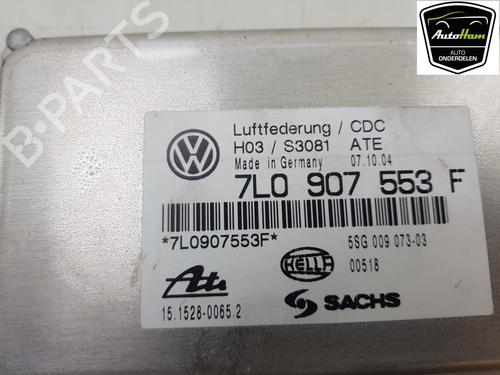 AutoHam
AUTO
ONDERDELEN
B-PARTS
VW
Luftfederung / CDC
H03 / S3081 ATE
Made in Germany 07.10.04
7L0 907 553 F
*7L0907553F*
5SG 009 073-03
HELLA
00518
Ate
SACHS
15.1528-0065.2